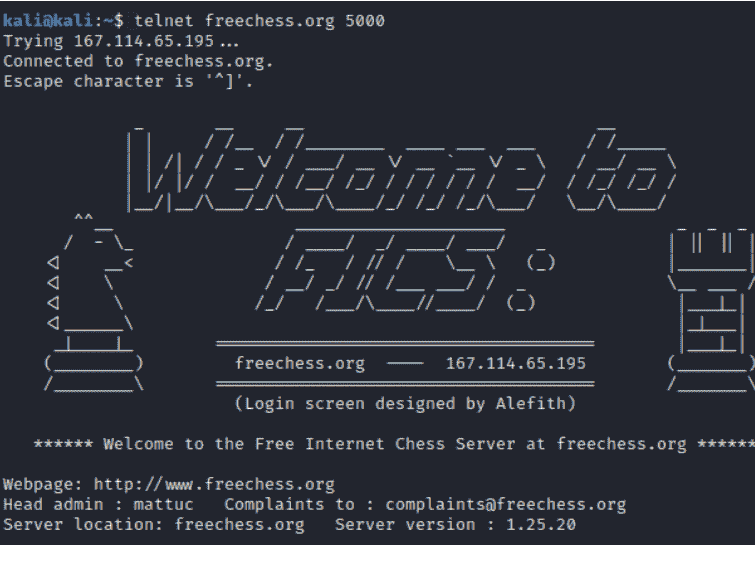 kali@kali:~$ telnet freechess.org 5000
Trying 167.114.65.195...
Connected to freechess.org.
Escape character is '^]'.
Welcome to
FICS:
freechess.org — 167.114.65.195
(Login screen designed by Alefith)
****** Welcome to the Free Internet Chess Server at freechess.org ******
Webpage: http://www.freechess.org
Head admin : mattuc   Complaints to : complaints@freechess.org
Server location: freechess.org   Server version : 1.25.20